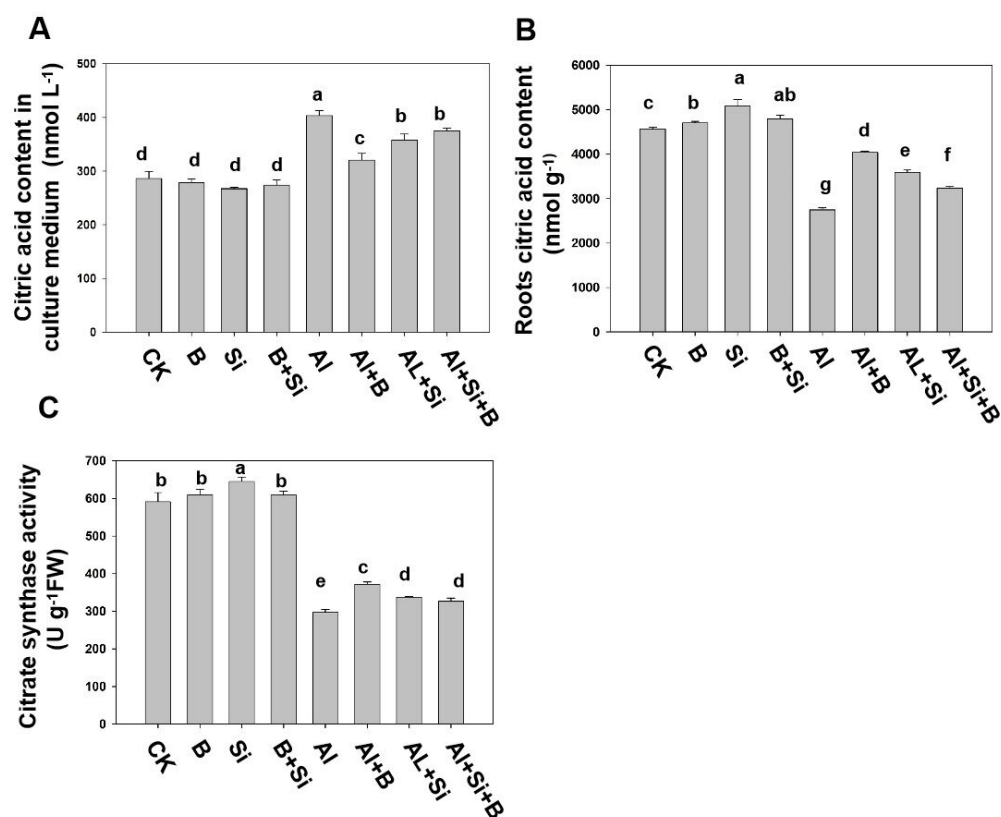 A
Citric acid content in
culture medium (nmol L-1)
500
400
300
200
100
0
d
d
d
d
a
c
b
b
CK
B
Si
B+Si
Al
Al+B
AL+Si
Al+Si+B
B
Roots citric acid content
(nmol g-1)
6000
5000
4000
3000
2000
1000
0
c
b
a
ab
g
d
e
f
CK
B
Si
B+Si
Al
Al+B
AL+Si
Al+Si+B
C
Citrate synthase activity
(U g-1FW)
700
600
500
400
300
200
100
0
b
b
a
b
e
c
d
d
CK
B
Si
B+Si
Al
Al+B
AL+Si
Al+Si+B